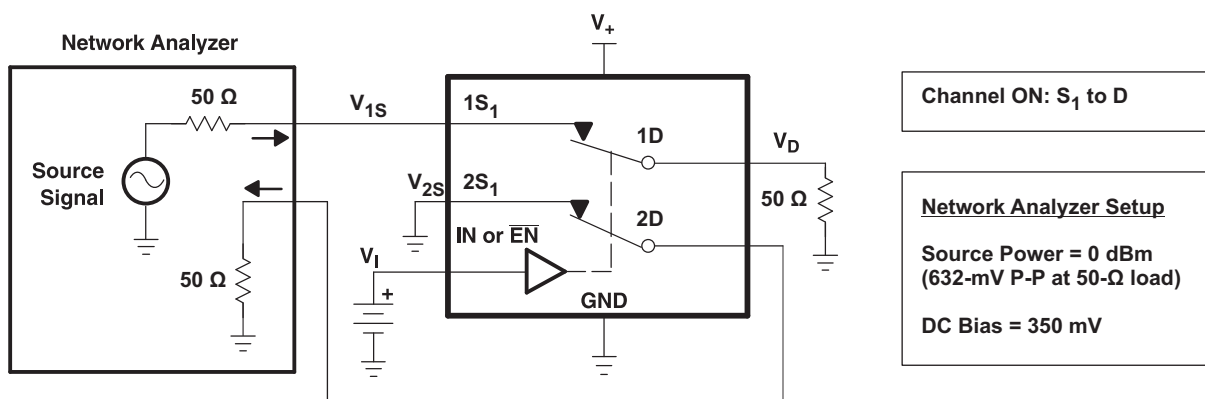 V+
Network Analyzer
50 Ω
V1S
1S1
1D
VD
Source
Signal
V2S
2S1
2D
50 Ω
50 Ω
IN or E̅N̅
VI
+
GND
Channel ON: S1 to D
Network Analyzer Setup
Source Power = 0 dBm
(632-mV P-P at 50-Ω load)
DC Bias = 350 mV